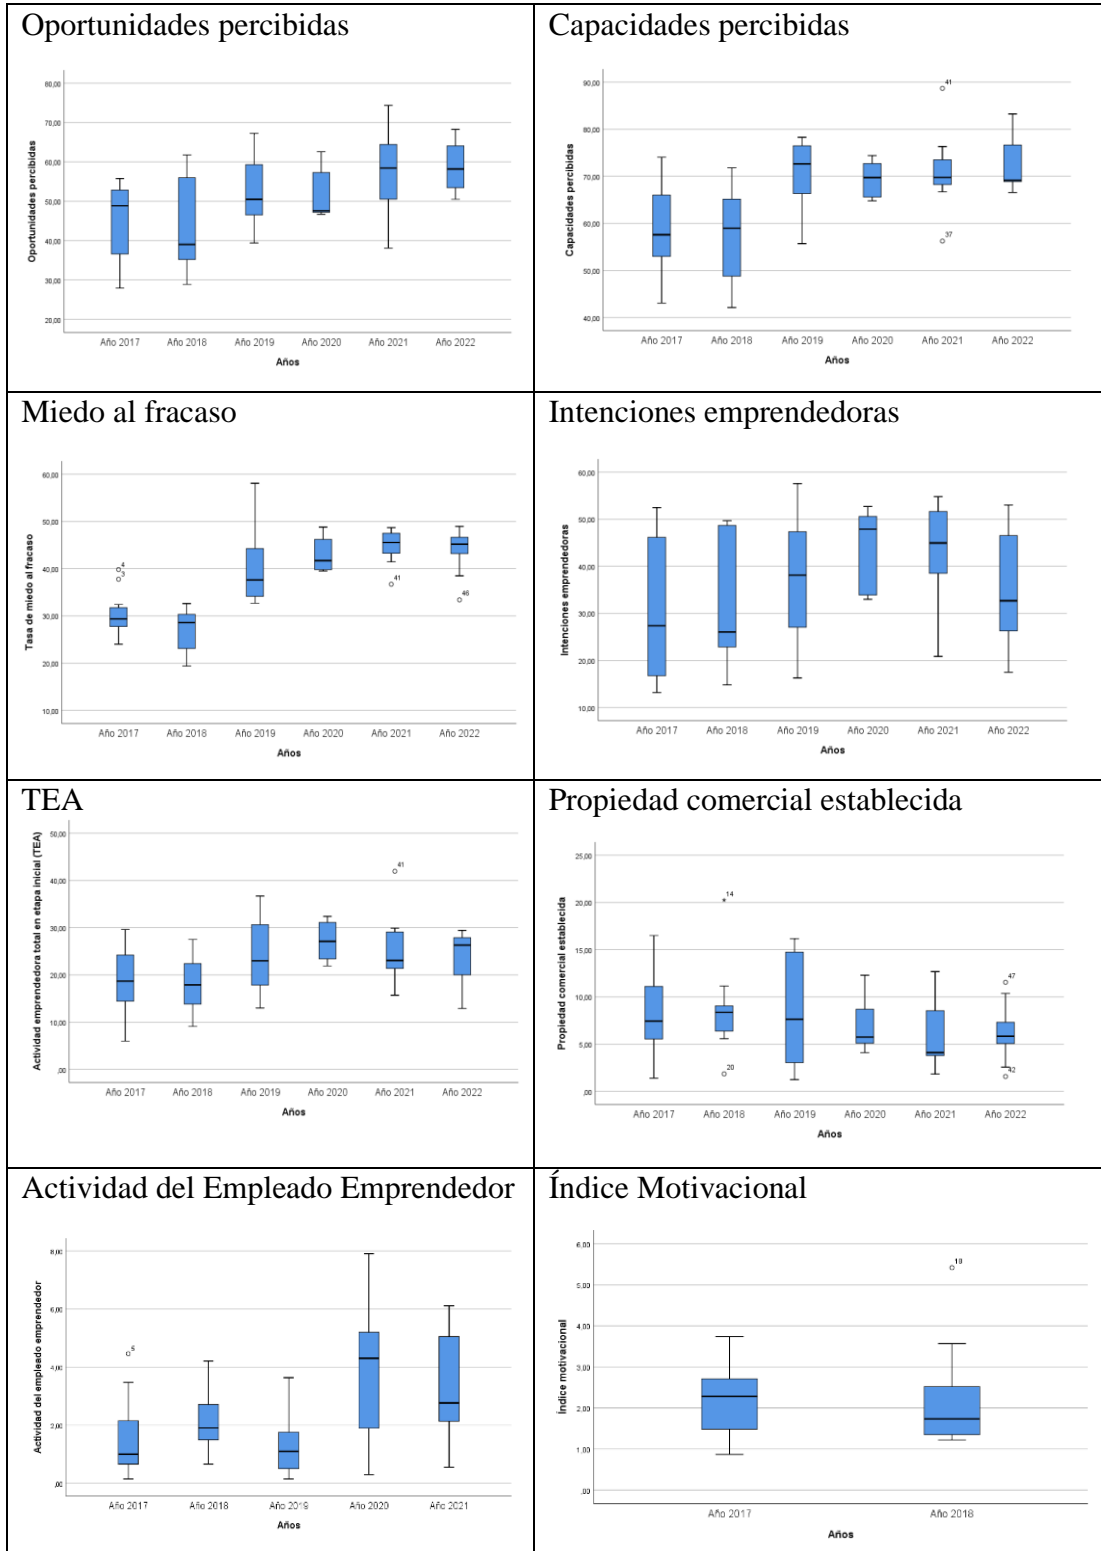 Oportunidades percibidas
Oportunidades percibidas
80,00
70,00
60,00
50,00
40,00
30,00
20,00
Año 2017 Año 2018 Año 2019 Año 2020 Año 2021 Año 2022
Años
Capacidades percibidas
Capacidades percibidas
90,00
80,00
70,00
60,00
50,00
40,00
41
37
Año 2017 Año 2018 Año 2019 Año 2020 Año 2021 Año 2022
Años
Miedo al fracaso
Tasa de miedo al fracaso
60,00
50,00
40,00
30,00
20,00
10,00
4
3
41
46
Año 2017 Año 2018 Año 2019 Año 2020 Año 2021 Año 2022
Años
Intenciones emprendedoras
Intenciones emprendedoras
60,00
50,00
40,00
30,00
20,00
10,00
Año 2017 Año 2018 Año 2019 Año 2020 Año 2021 Año 2022
Años
TEA
Actividad emprendedora total en etapa inicial (TEA)
50,00
40,00
30,00
20,00
10,00
,00
41
Año 2017 Año 2018 Año 2019 Año 2020 Año 2021 Año 2022
Años
Propiedad comercial establecida
Propiedad comercial establecida
25,00
20,00
15,00
10,00
5,00
,00
14
20
47
42
Año 2017 Año 2018 Año 2019 Año 2020 Año 2021 Año 2022
Años
Actividad del Empleado Emprendedor
Actividad del empleado emprendedor
8,00
6,00
4,00
2,00
,00
5
Año 2017 Año 2018 Año 2019 Año 2020 Año 2021
Años
Índice Motivacional
Índice motivacional
6,00
5,00
4,00
3,00
2,00
1,00
,00
Año 2017 Año 2018
Años